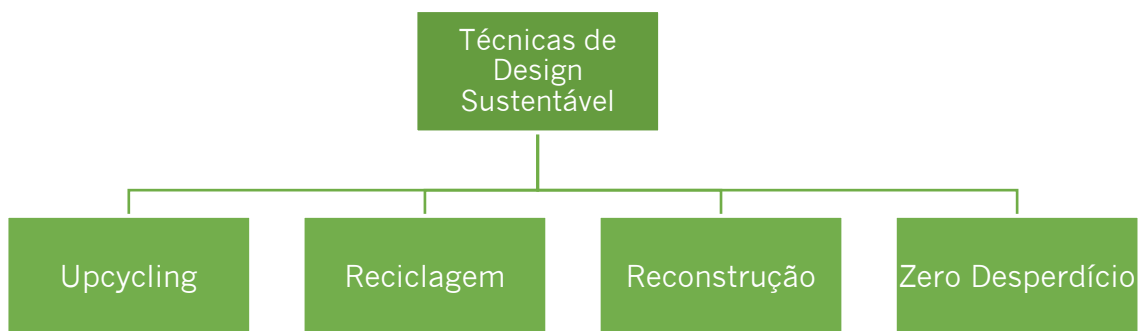 Técnicas de
Design
Sustentável
Upcycling
Reciclagem
Reconstrução
Zero Desperdício